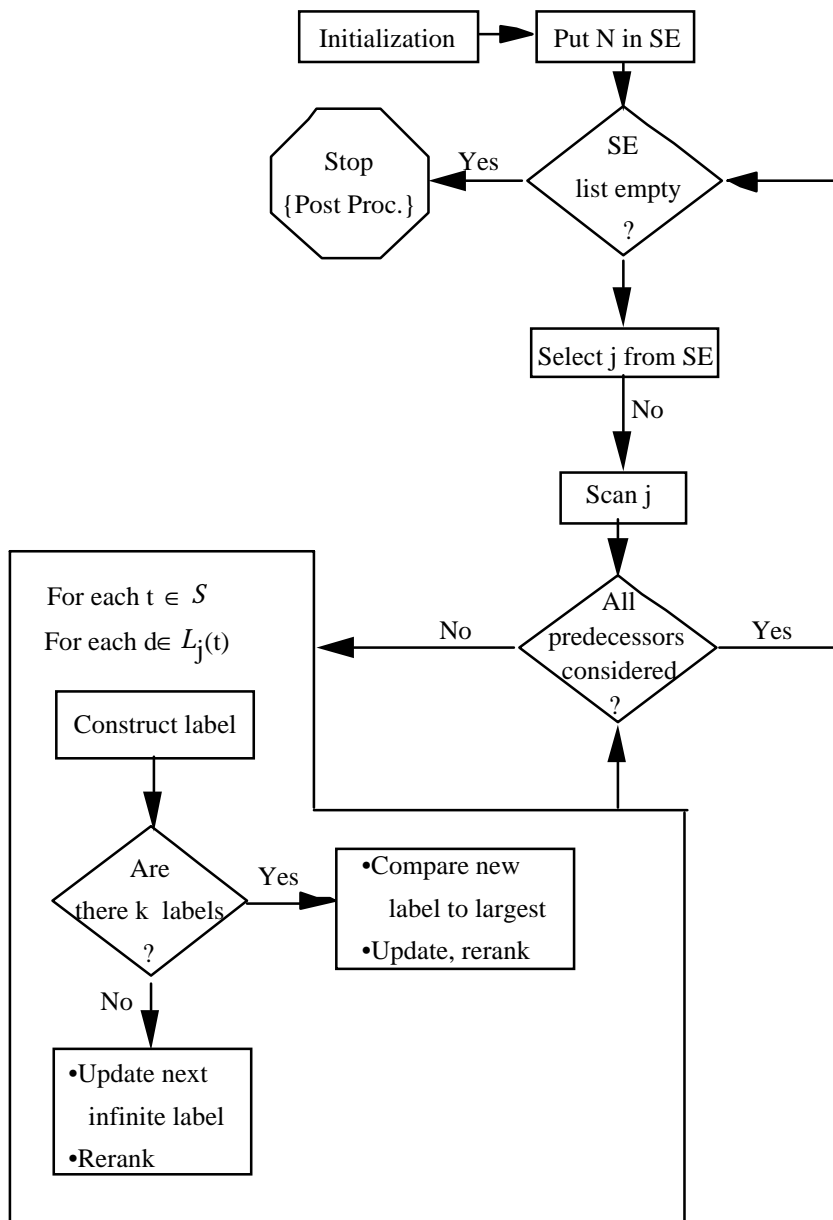 Initialization
Put N in SE
SE
list empty
?
Yes
Stop
{Post Proc.}
Select j from SE
No
Scan j
All
predecessors
considered
?
No
Yes
For each t ∈ S
For each d∈ Lj(t)
Construct label
Are
there k labels
?
Yes
•Compare new
label to largest
•Update, rerank
No
•Update next
infinite label
•Rerank